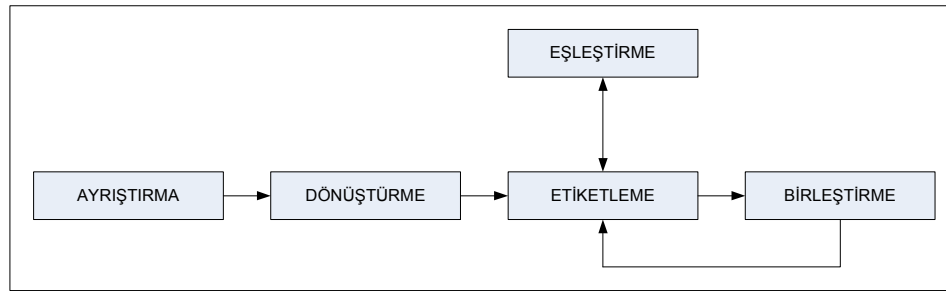 EŞLEŞTİRME
AYRIŞTIRMA
DÖNÜŞTÜRME
ETİKETLEME
BİRLEŞTİRME